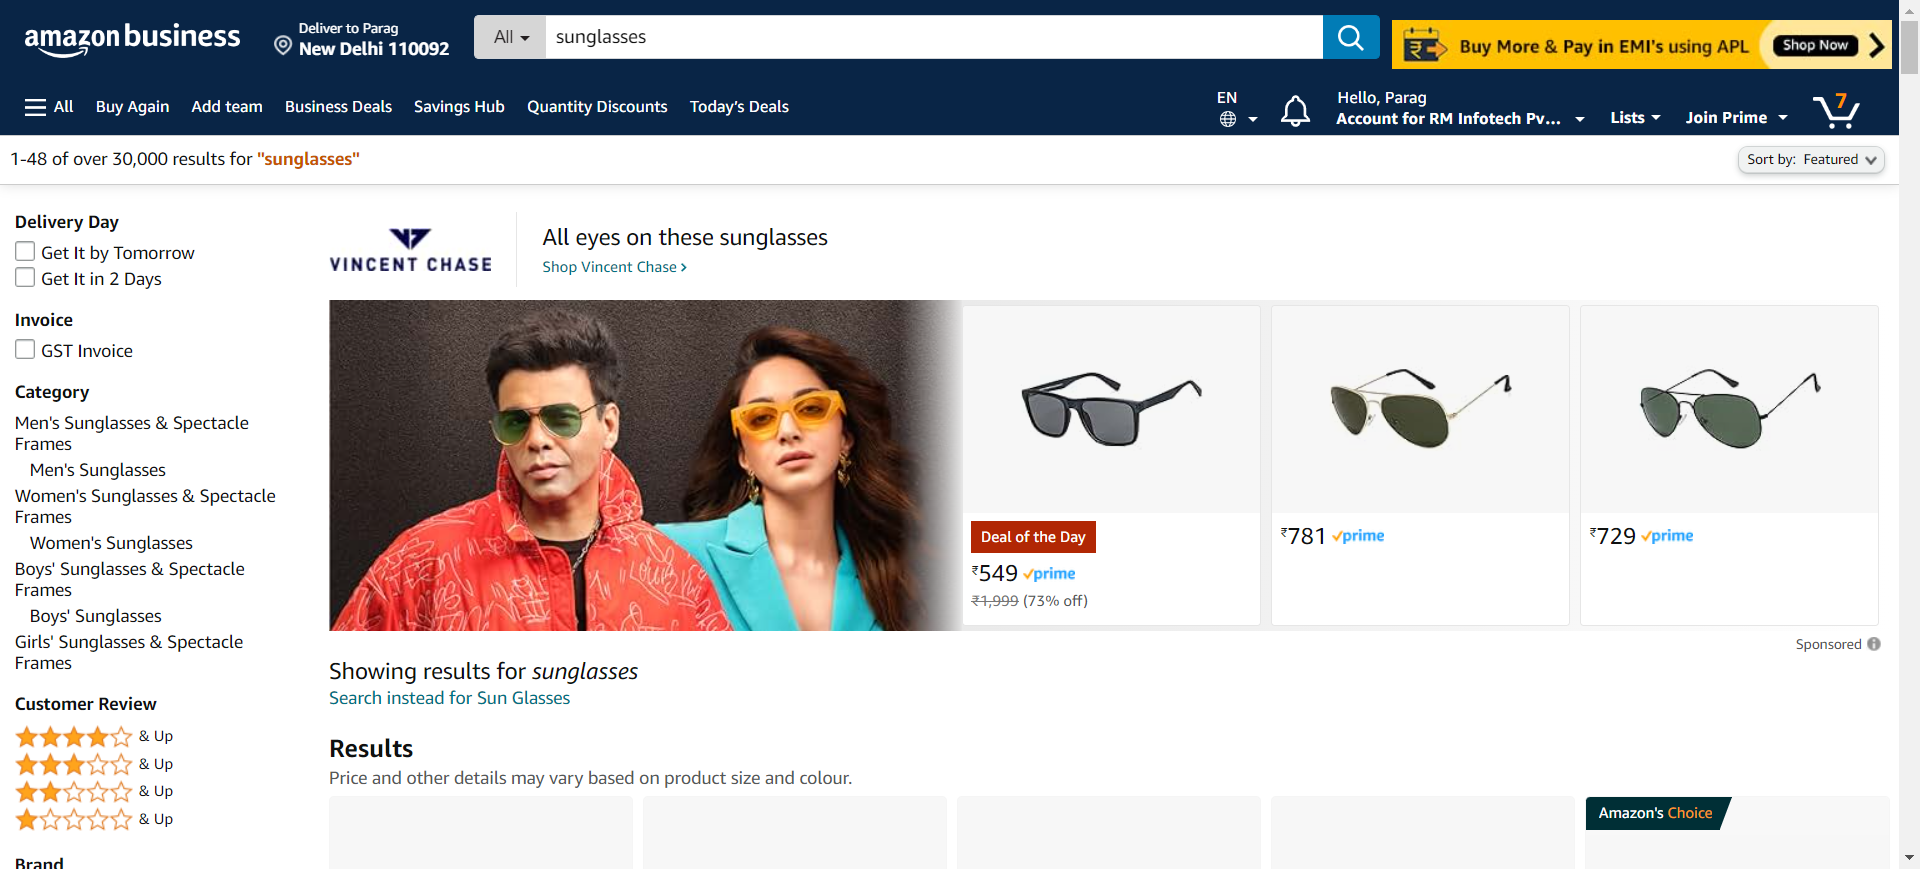 amazon business
Deliver to Parag
New Delhi 110092
All
sunglasses
Buy More & Pay in EMI's using APL
Shop Now
All
Buy Again
Add team
Business Deals
Savings Hub
Quantity Discounts
Today's Deals
EN
Hello, Parag
Account for RM Infotech Pv...
Lists
Join Prime
7
1-48 of over 30,000 results for "sunglasses"
Sort by: Featured
Delivery Day
Get It by Tomorrow
Get It in 2 Days
Invoice
GST Invoice
Category
Men's Sunglasses & Spectacle
Frames
Men's Sunglasses
Women's Sunglasses & Spectacle
Frames
Women's Sunglasses
Boys' Sunglasses & Spectacle
Frames
Boys' Sunglasses
Girls' Sunglasses & Spectacle
Frames
Customer Review
& Up
& Up
& Up
& Up
Brand
VINCENT CHASE
All eyes on these sunglasses
Shop Vincent Chase ›
Deal of the Day
₹549 prime
₹1,999 (73% off)
₹781 prime
₹729 prime
Sponsored
Showing results for sunglasses
Search instead for Sun Glasses
Results
Price and other details may vary based on product size and colour.
Amazon's Choice